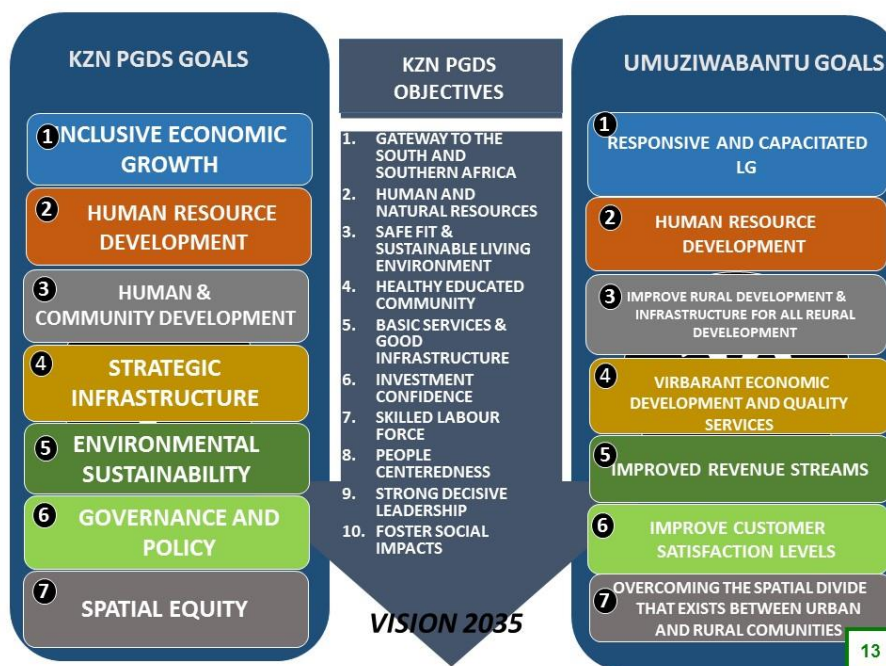 KZN PGDS GOALS
1 INCLUSIVE ECONOMIC
GROWTH
2 HUMAN RESOURCE
DEVELOPMENT
3 HUMAN &
COMMUNITY DEVELOPMENT
4 STRATEGIC
INFRASTRUCTURE
5 ENVIRONMENTAL
SUSTAINABILITY
6 GOVERNANCE AND
POLICY
7 SPATIAL EQUITY
KZN PGDS
OBJECTIVES
1. GATEWAY TO THE
SOUTH AND
SOUTHERN AFRICA
2. HUMAN AND
NATURAL RESOURCES
3. SAFE FIT &
SUSTAINABLE LIVING
ENVIRONMENT
4. HEALTHY EDUCATED
COMMUNITY
5. BASIC SERVICES &
GOOD
INFRASTRUCTURE
6. INVESTMENT
CONFIDENCE
7. SKILLED LABOUR
FORCE
8. PEOPLE
CENTEREDNESS
9. STRONG DECISIVE
LEADERSHIP
10. FOSTER SOCIAL
IMPACTS
VISION 2035
UMUZIWABANTU GOALS
1 RESPONSIVE AND CAPACITATED
LG
2 HUMAN RESOURCE
DEVELOPMENT
3 IMPROVE RURAL DEVELOPMENT &
INFRASTRUCTURE FOR ALL REURAL
DEVELEOPMENT
4 VIRBARANT ECONOMIC
DEVELOPMENT AND QUALITY
SERVICES
5 IMPROVED REVENUE STREAMS
6 IMPROVE CUSTOMER
SATISFACTION LEVELS
7 OVERCOMING THE SPATIAL DIVIDE
THAT EXISTS BETWEEN URBAN
AND RURAL COMUNITIES
13